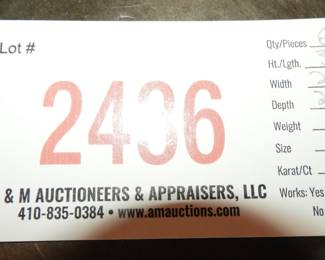 Lot #
2436
& M AUCTIONEERS & APPRAISERS, LLC
410-835-0384 • www.amauctions.com
Qty/Pieces
Ht./Lgth.
Width
Depth
Weight
Size
Karat/Ct
Works: Yes
No